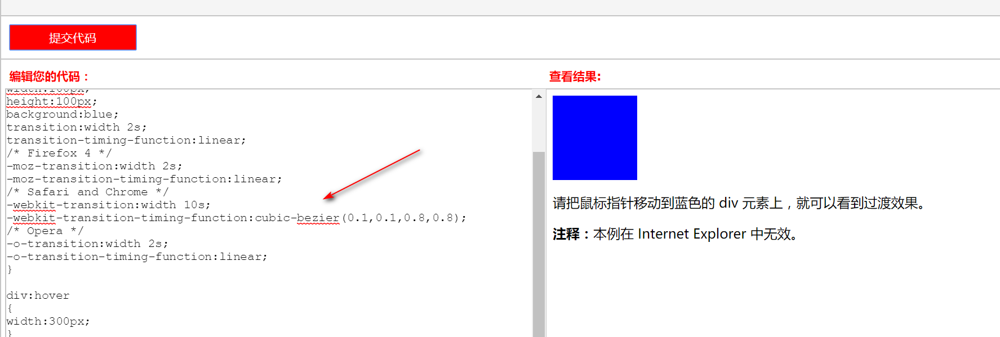 提交代码
编辑您的代码：
查看结果:
width:100px;
height:100px;
background:blue;
transition:width 2s;
transition-timing-function:linear;
/* Firefox 4 */
-moz-transition:width 2s;
-moz-transition-timing-function:linear;
/* Safari and Chrome */
-webkit-transition:width 10s;
-webkit-transition-timing-function:cubic-bezier(0.1,0.1,0.8,0.8);
/* Opera */
-o-transition:width 2s;
-o-transition-timing-function:linear;
}
div:hover
{
width:300px;
}
请把鼠标指针移动到蓝色的 div 元素上，就可以看到过渡效果。
注释：本例在 Internet Explorer 中无效。